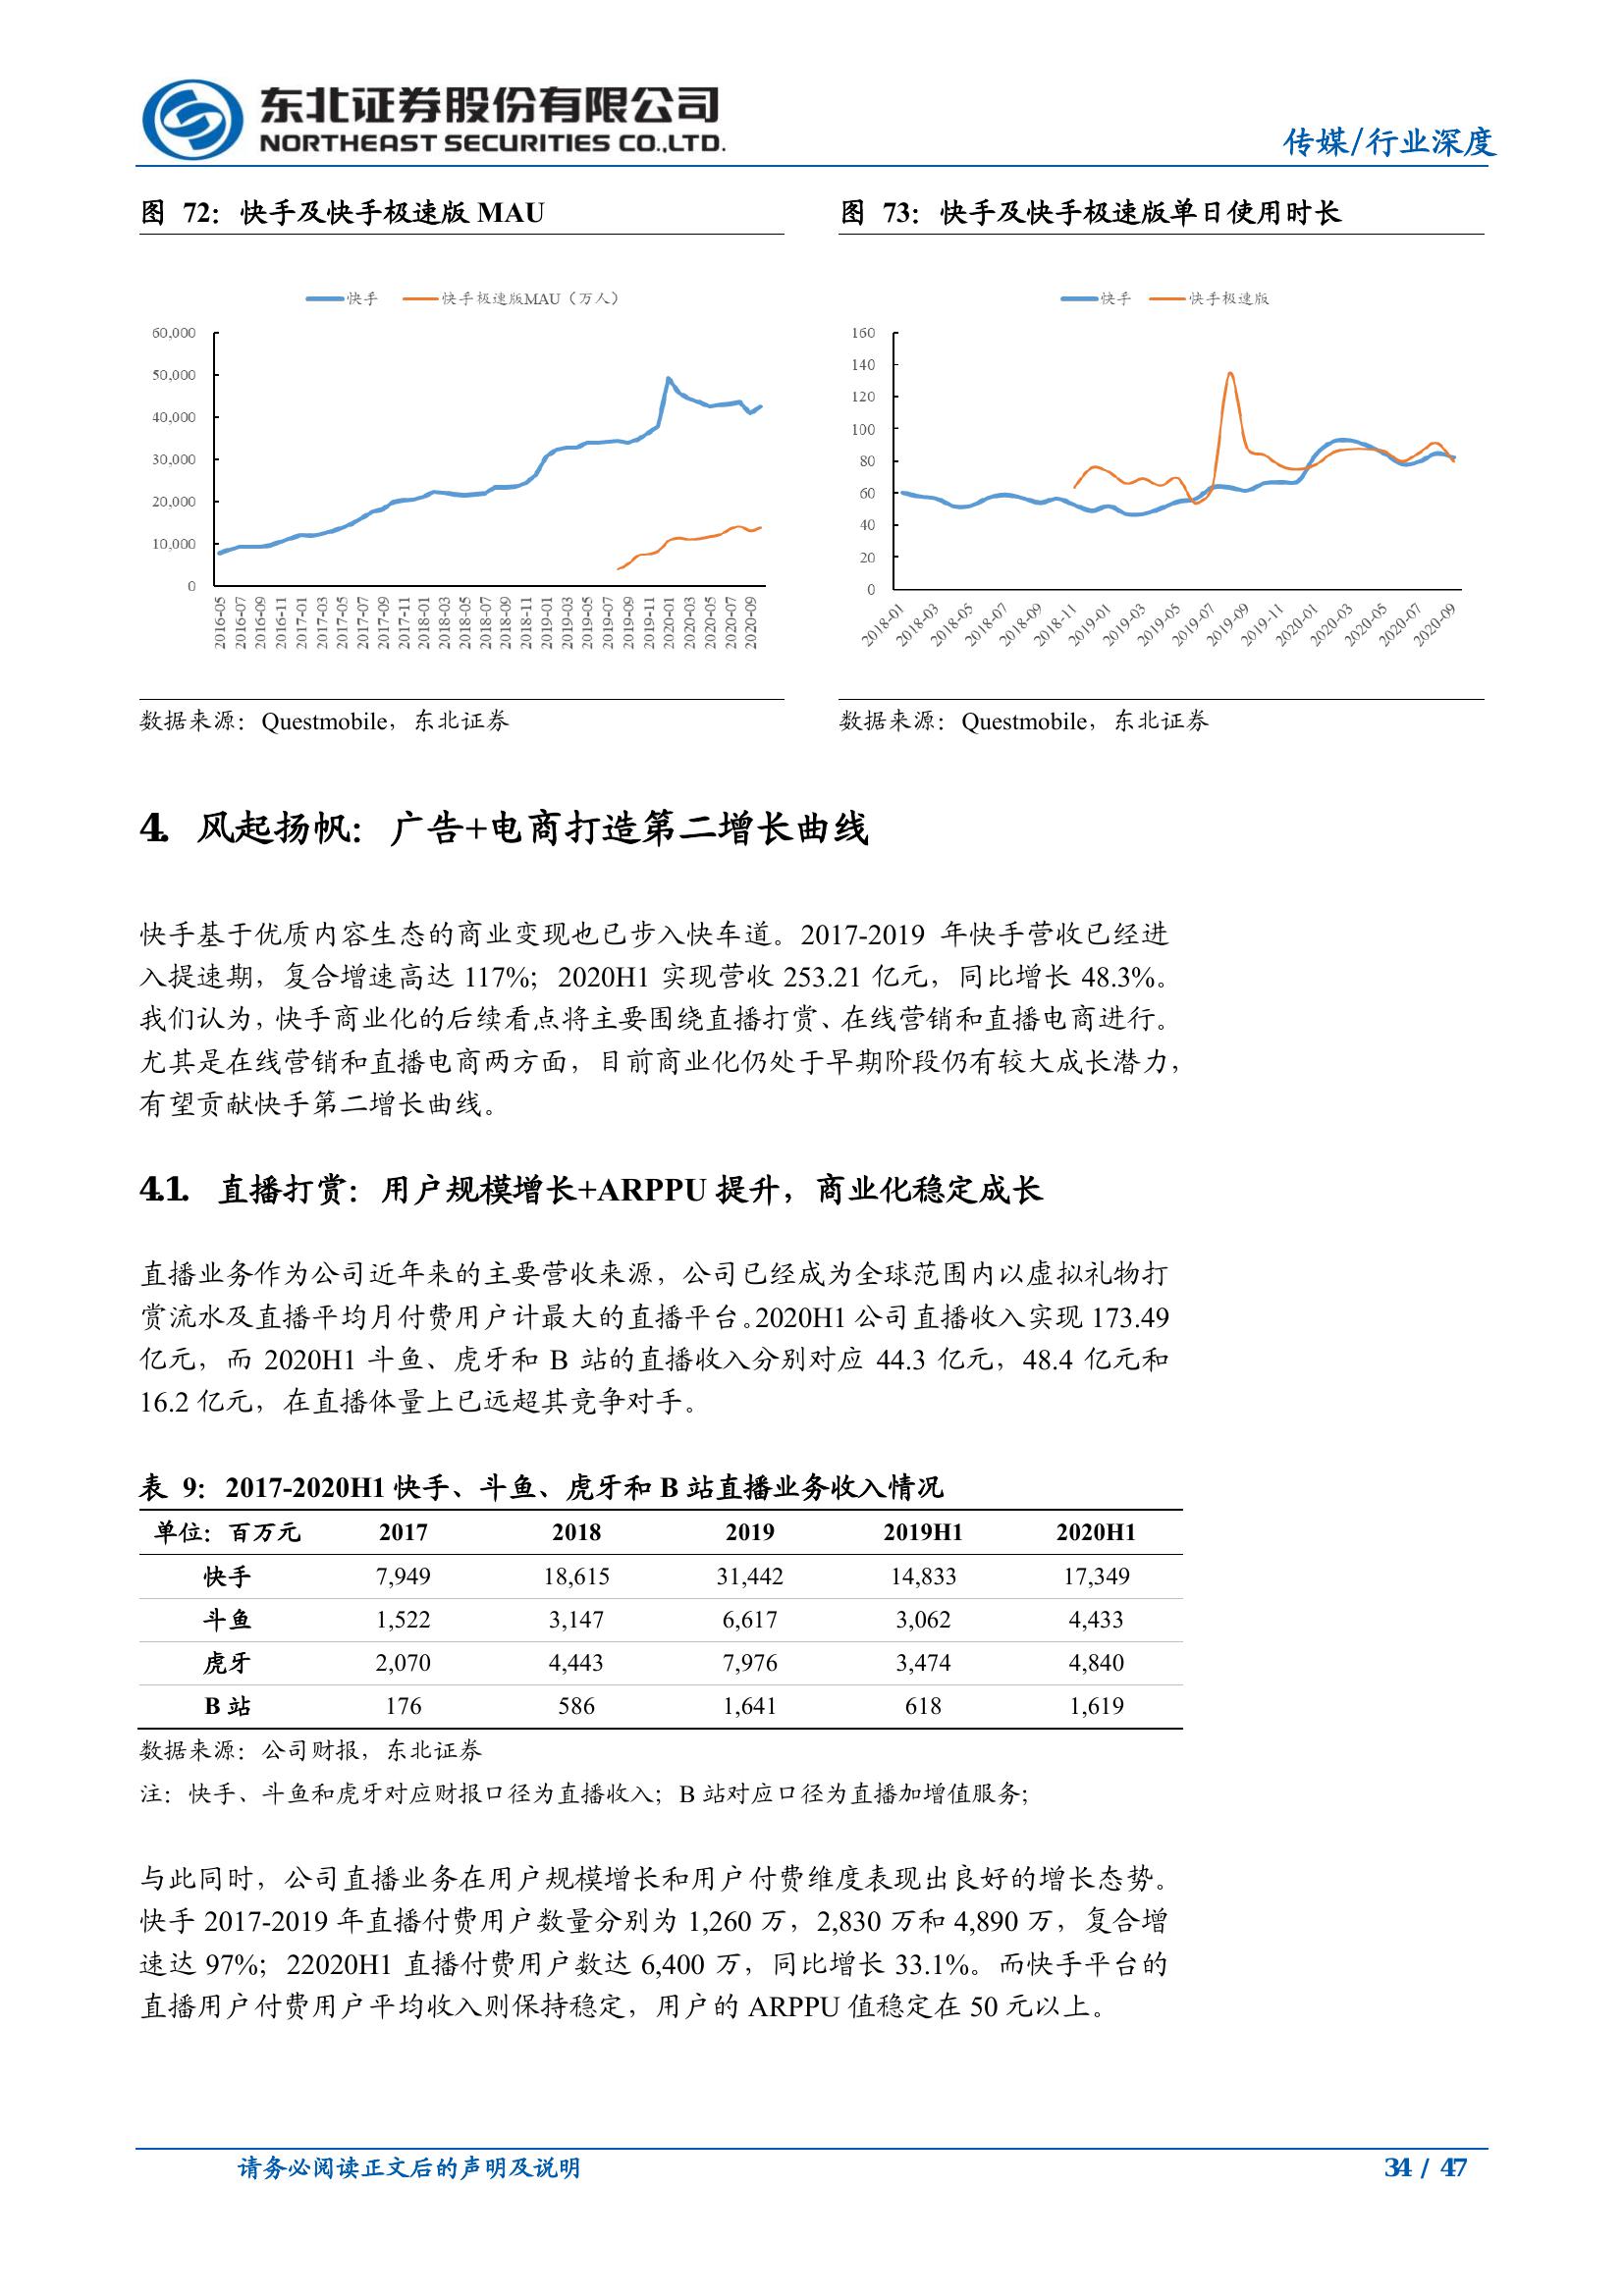 东北证券股份有限公司
NORTHEAST SECURITIES CO.,LTD.
传媒/行业深度
图 72：快手及快手极速版 MAU
快手 快手极速版MAU（万人）
60,000
50,000
40,000
30,000
20,000
10,000
0
2016-05 2016-07 2016-09 2016-11 2017-01 2017-03 2017-05 2017-07 2017-09 2017-11 2018-01 2018-03 2018-05 2018-07 2018-09 2018-11 2019-01 2019-03 2019-05 2019-07 2019-09 2019-11 2020-01 2020-03 2020-05 2020-07 2020-09
数据来源：Questmobile，东北证券
图 73：快手及快手极速版单日使用时长
快手 快手极速版
160
140
120
100
80
60
40
20
0
2018-01 2018-03 2018-05 2018-07 2018-09 2018-11 2019-01 2019-03 2019-05 2019-07 2019-09 2019-11 2020-01 2020-03 2020-05 2020-07 2020-09
数据来源：Questmobile，东北证券
4. 风起扬帆：广告+电商打造第二增长曲线
快手基于优质内容生态的商业变现也已步入快车道。2017-2019 年快手营收已经进
入提速期，复合增速高达 117%；2020H1 实现营收 253.21 亿元，同比增长 48.3%。
我们认为，快手商业化的后续看点将主要围绕直播打赏、在线营销和直播电商进行。
尤其是在线营销和直播电商两方面，目前商业化仍处于早期阶段仍有较大成长潜力，
有望贡献快手第二增长曲线。
4.1. 直播打赏：用户规模增长+ARPPU 提升，商业化稳定成长
直播业务作为公司近年来的主要营收来源，公司已经成为全球范围内以虚拟礼物打
赏流水及直播平均月付费用户计最大的直播平台。2020H1 公司直播收入实现 173.49
亿元，而 2020H1 斗鱼、虎牙和 B 站的直播收入分别对应 44.3 亿元，48.4 亿元和
16.2 亿元，在直播体量上已远超其竞争对手。
表 9：2017-2020H1 快手、斗鱼、虎牙和 B 站直播业务收入情况
单位：百万元 2017 2018 2019 2019H1 2020H1
快手 7,949 18,615 31,442 14,833 17,349
斗鱼 1,522 3,147 6,617 3,062 4,433
虎牙 2,070 4,443 7,976 3,474 4,840
B 站 176 586 1,641 618 1,619
数据来源：公司财报，东北证券
注：快手、斗鱼和虎牙对应财报口径为直播收入；B 站对应口径为直播加增值服务；
与此同时，公司直播业务在用户规模增长和用户付费维度表现出良好的增长态势。
快手 2017-2019 年直播付费用户数量分别为 1,260 万，2,830 万和 4,890 万，复合增
速达 97%；22020H1 直播付费用户数达 6,400 万，同比增长 33.1%。而快手平台的
直播用户付费用户平均收入则保持稳定，用户的 ARPPU 值稳定在 50 元以上。
请务必阅读正文后的声明及说明
34 / 47